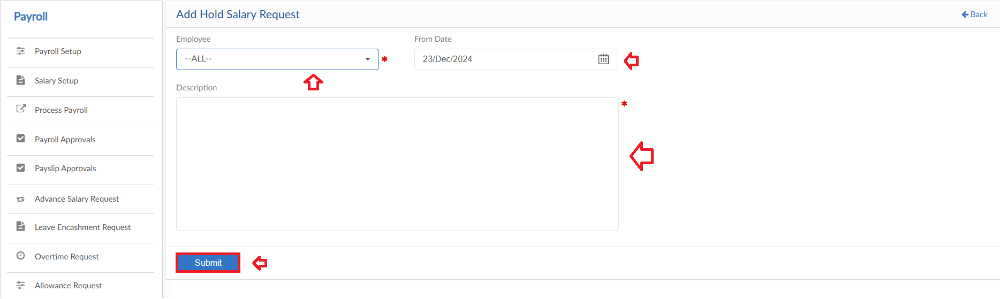 Payroll
Payroll Setup
Salary Setup
Process Payroll
Payroll Approvals
Payslip Approvals
Advance Salary Request
Leave Encashment Request
Overtime Request
Allowance Request
Add Hold Salary Request
Back
Employee
From Date
--ALL--
*
23/Dec/2024
Description
*
Submit